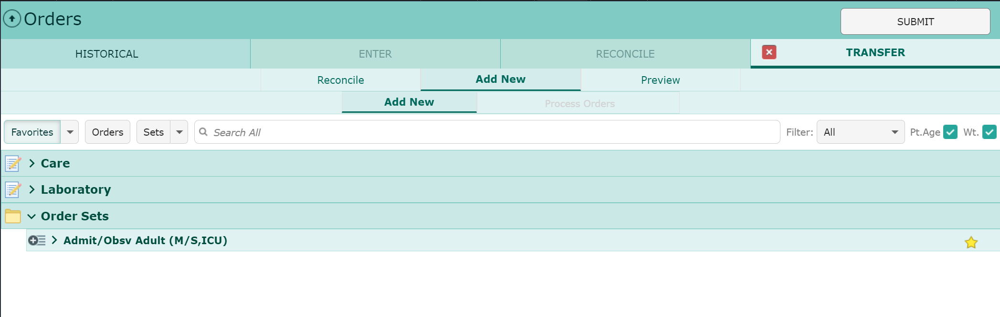 Orders
SUBMIT
HISTORICAL
ENTER
RECONCILE
TRANSFER
Reconcile
Add New
Preview
Add New
Process Orders
Favorites
Orders
Sets
Search All
Filter:
All
Pt.Age
Wt.
Care
Laboratory
Order Sets
Admit/Obsv Adult (M/S,ICU)